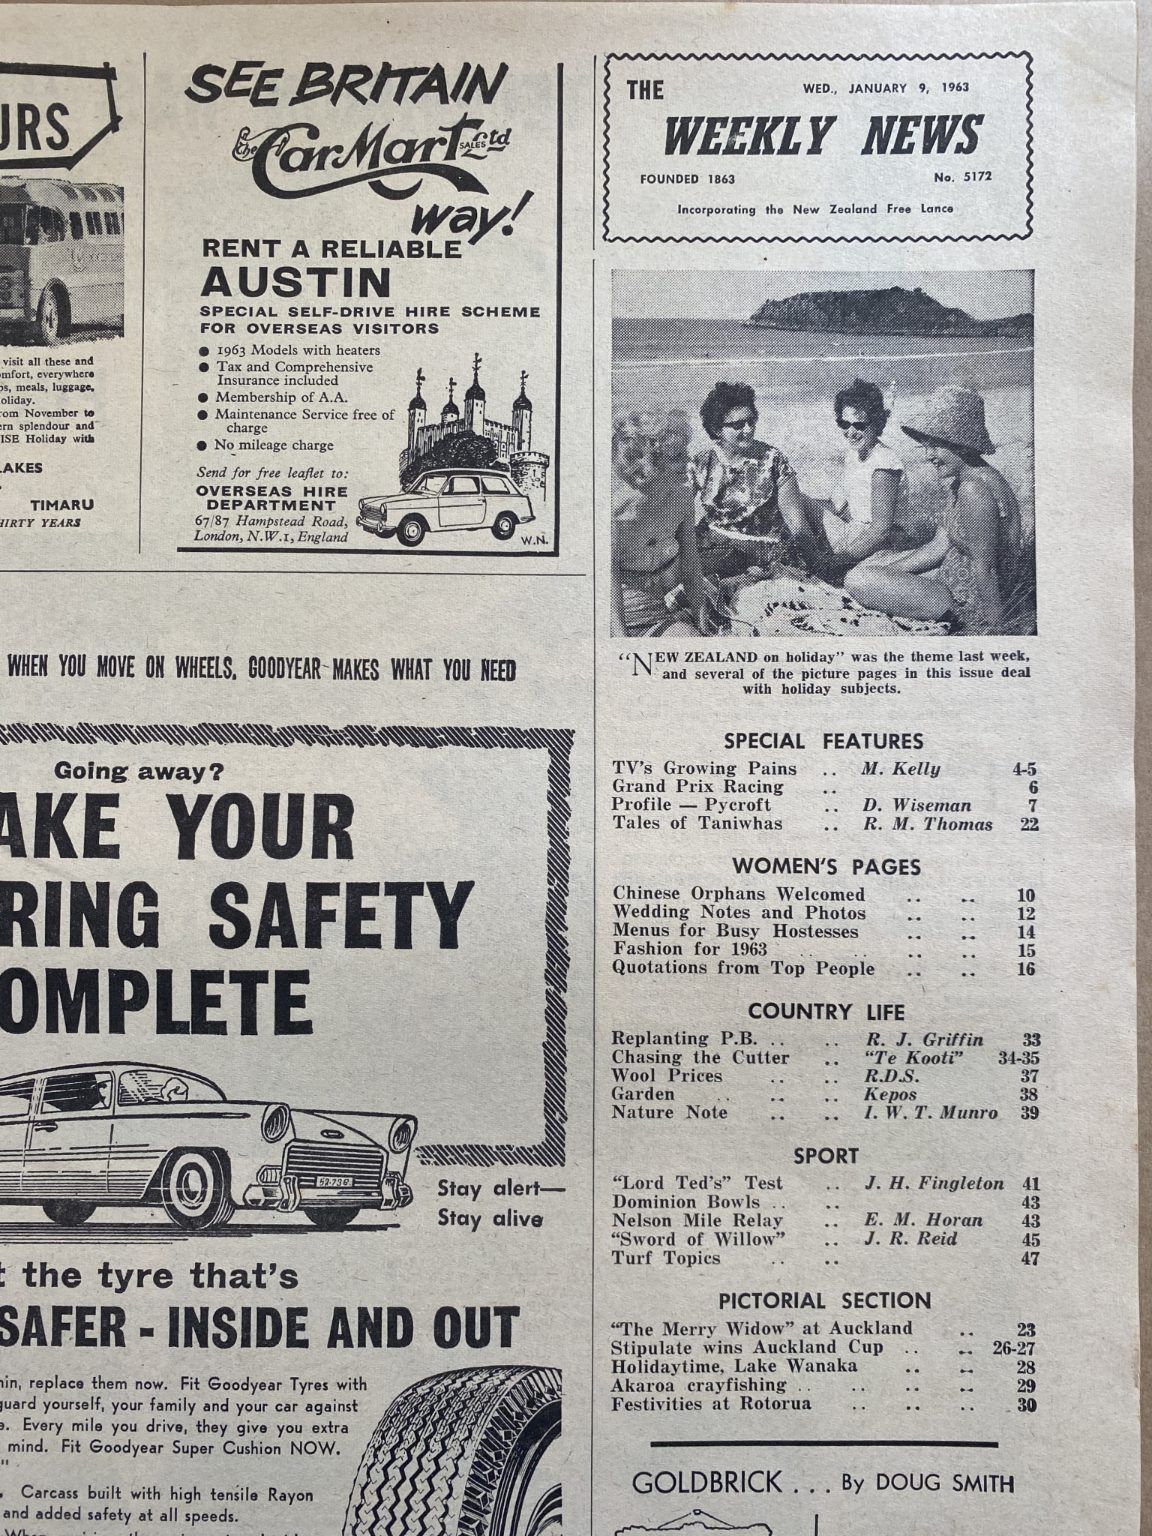 URS
visit all these and
comfort, everywhere
meals, luggage,
holiday.
from November to
splendour and
Holiday with
LAKES
TIMARU
THIRTY YEARS
SEE BRITAIN
the Car Mart SALES Ltd
way!
RENT A RELIABLE
AUSTIN
SPECIAL SELF-DRIVE HIRE SCHEME
FOR OVERSEAS VISITORS
● 1963 Models with heaters
● Tax and Comprehensive
Insurance included
● Membership of A.A.
● Maintenance Service free of
charge
● No mileage charge
Send for free leaflet to:
OVERSEAS HIRE
DEPARTMENT
67/87 Hampstead Road,
London, N.W.1, England
W.N.
WHEN YOU MOVE ON WHEELS, GOODYEAR MAKES WHAT YOU NEED
Going away?
AKE YOUR
RING SAFETY
OMPLETE
52·736
Stay alert—
Stay alive
the tyre that's
SAFER - INSIDE AND OUT
replace them now. Fit Goodyear Tyres with
guard yourself, your family and your car against
Every mile you drive, they give you extra
mind. Fit Goodyear Super Cushion NOW.
Carcass built with high tensile Rayon
and added safety at all speeds.
THE
WED., JANUARY 9, 1963
WEEKLY NEWS
FOUNDED 1863
No. 5172
Incorporating the New Zealand Free Lance
"NEW ZEALAND on holiday" was the theme last week,
and several of the picture pages in this issue deal
with holiday subjects.
SPECIAL FEATURES
TV's Growing Pains .. M. Kelly 4-5
Grand Prix Racing .. 6
Profile — Pycroft .. D. Wiseman 7
Tales of Taniwhas .. R. M. Thomas 22
WOMEN'S PAGES
Chinese Orphans Welcomed .. .. 10
Wedding Notes and Photos .. .. 12
Menus for Busy Hostesses .. .. 14
Fashion for 1963 .. .. .. .. 15
Quotations from Top People .. .. 16
COUNTRY LIFE
Replanting P.B. .. .. R. J. Griffin 33
Chasing the Cutter .. "Te Kooti" 34-35
Wool Prices .. .. R.D.S. 37
Garden .. .. .. Kepos 38
Nature Note .. .. I. W. T. Munro 39
SPORT
"Lord Ted's" Test .. J. H. Fingleton 41
Dominion Bowls .. .. 43
Nelson Mile Relay .. E. M. Horan 43
"Sword of Willow" .. J. R. Reid 45
Turf Topics .. .. 47
PICTORIAL SECTION
"The Merry Widow" at Auckland .. 23
Stipulate wins Auckland Cup .. .. 26-27
Holidaytime, Lake Wanaka .. .. 28
Akaroa crayfishing .. .. .. .. 29
Festivities at Rotorua .. .. .. 30
GOLDBRICK . . . By DOUG SMITH